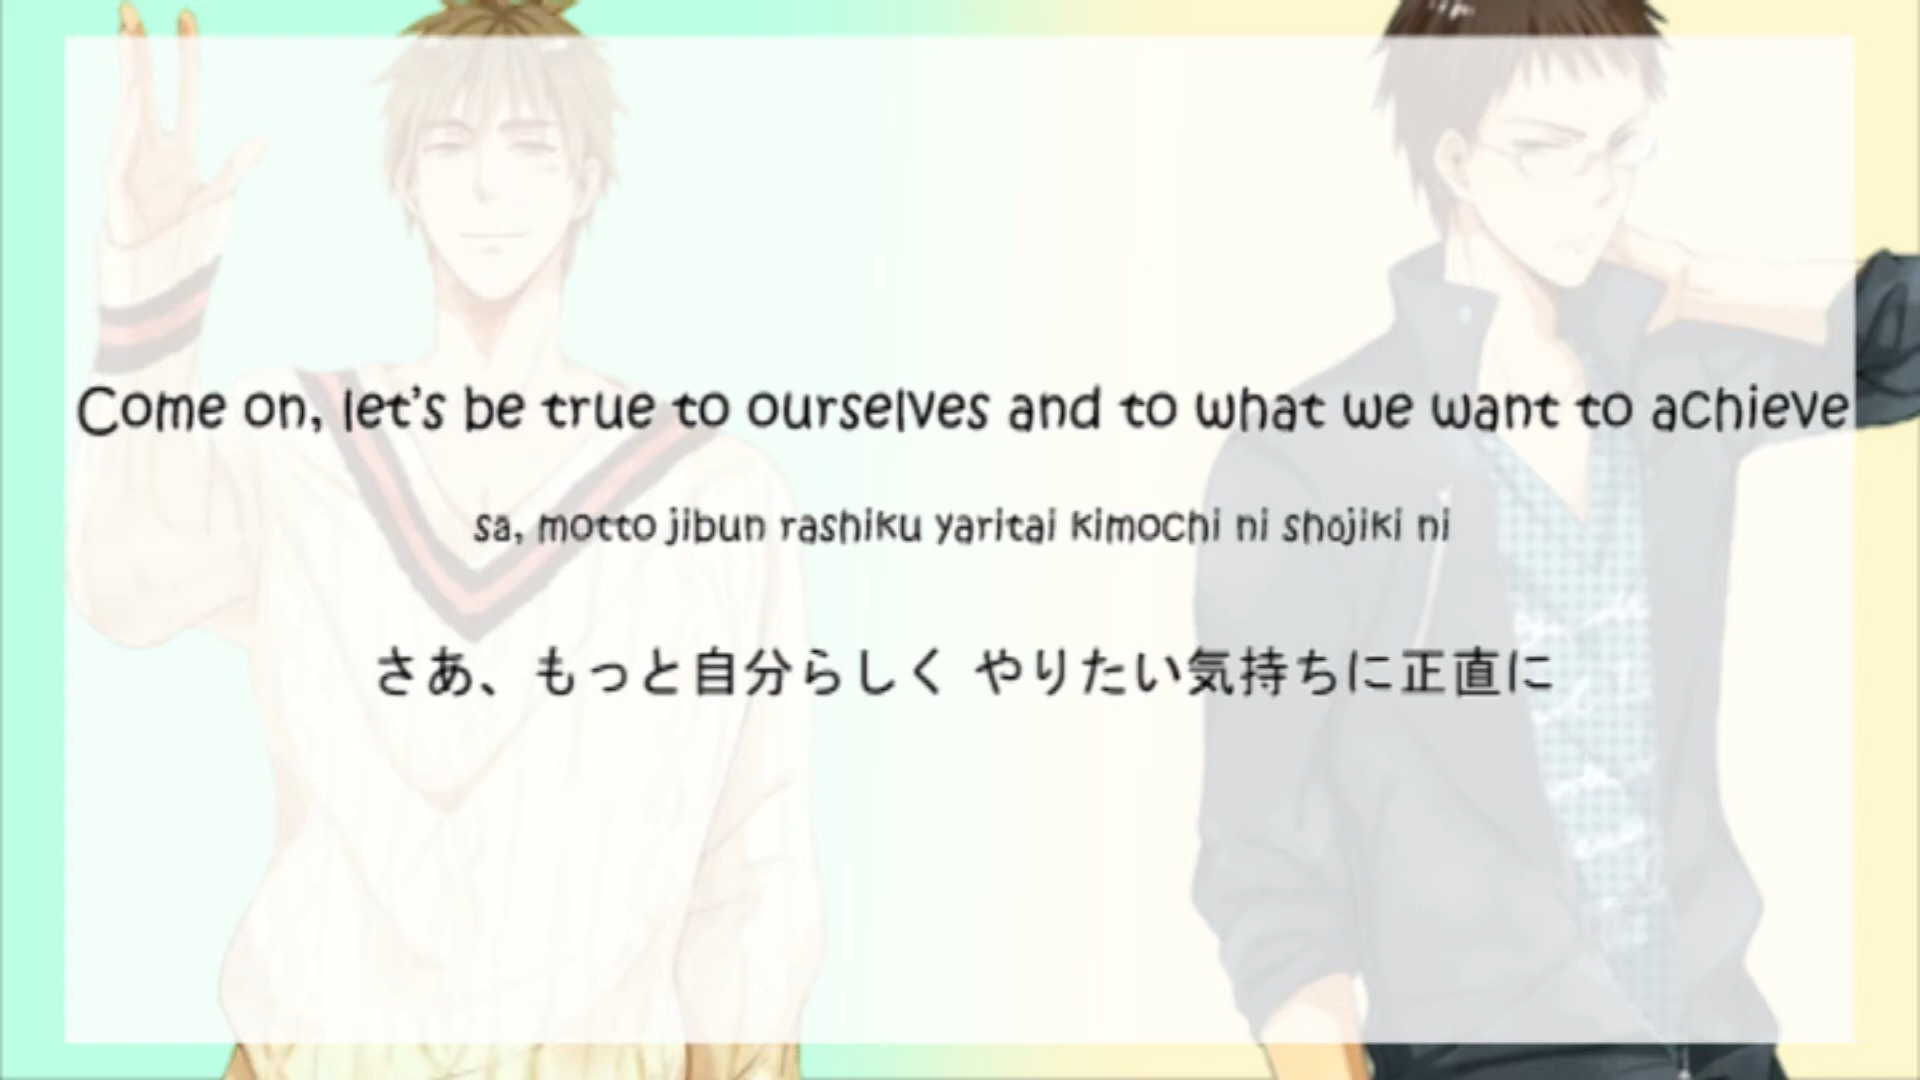 Come on, let's be true to ourselves and to what we want to achieve
sa, motto jibun rashiku yaritai kimochi ni shojiki ni
さあ、もっと自分らしく やりたい気持ちに正直に